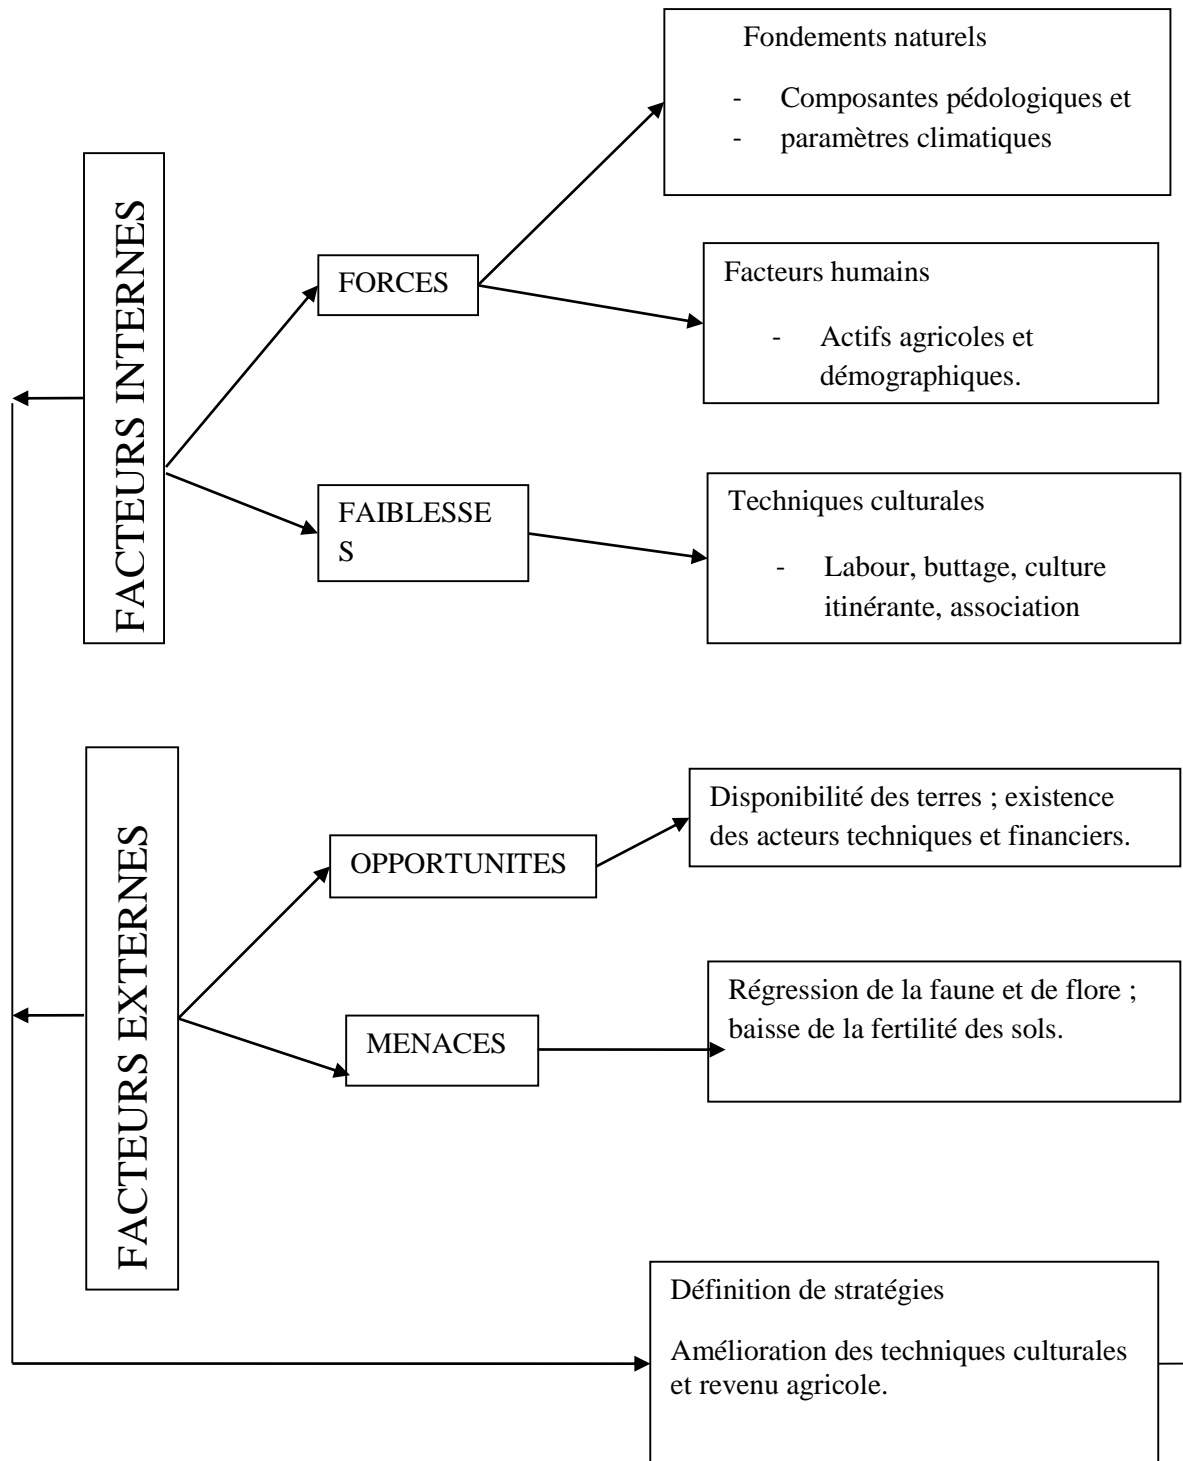 Fondements naturels
- Composantes pédologiques et
- paramètres climatiques
FACTEURS INTERNES
FORCES
Facteurs humains
- Actifs agricoles et
démographiques.
FAIBLESSE
S
Techniques culturales
- Labour, buttage, culture
itinérante, association
FACTEURS EXTERNES
OPPORTUNITES
Disponibilité des terres ; existence
des acteurs techniques et financiers.
MENACES
Régression de la faune et de flore ;
baisse de la fertilité des sols.
Définition de stratégies
Amélioration des techniques culturales
et revenu agricole.